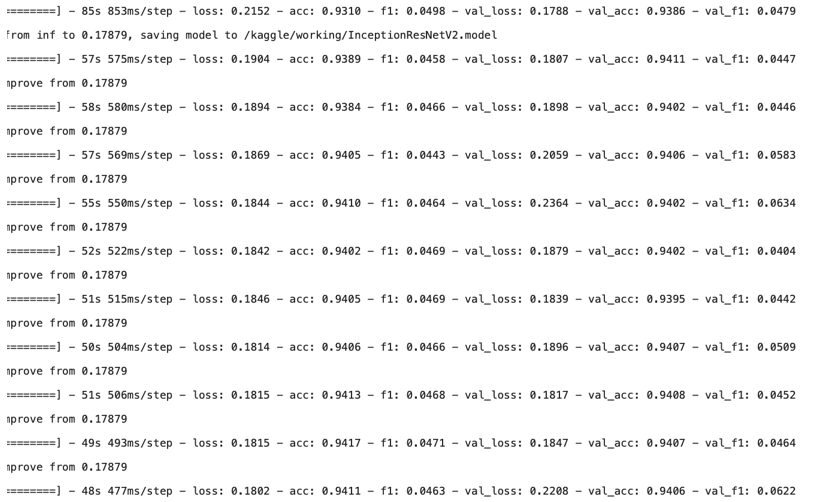 ========] - 85s 853ms/step - loss: 0.2152 - acc: 0.9310 - f1: 0.0498 - val_loss: 0.1788 - val_acc: 0.9386 - val_f1: 0.0479
from inf to 0.17879, saving model to /kaggle/working/InceptionResNetV2.model
========] - 57s 575ms/step - loss: 0.1904 - acc: 0.9389 - f1: 0.0458 - val_loss: 0.1807 - val_acc: 0.9411 - val_f1: 0.0447
mprove from 0.17879
========] - 58s 580ms/step - loss: 0.1894 - acc: 0.9384 - f1: 0.0466 - val_loss: 0.1898 - val_acc: 0.9402 - val_f1: 0.0446
mprove from 0.17879
========] - 57s 569ms/step - loss: 0.1869 - acc: 0.9405 - f1: 0.0443 - val_loss: 0.2059 - val_acc: 0.9406 - val_f1: 0.0583
mprove from 0.17879
========] - 55s 550ms/step - loss: 0.1844 - acc: 0.9410 - f1: 0.0464 - val_loss: 0.2364 - val_acc: 0.9402 - val_f1: 0.0634
mprove from 0.17879
========] - 52s 522ms/step - loss: 0.1842 - acc: 0.9402 - f1: 0.0469 - val_loss: 0.1879 - val_acc: 0.9402 - val_f1: 0.0404
mprove from 0.17879
========] - 51s 515ms/step - loss: 0.1846 - acc: 0.9405 - f1: 0.0469 - val_loss: 0.1839 - val_acc: 0.9395 - val_f1: 0.0442
mprove from 0.17879
========] - 50s 504ms/step - loss: 0.1814 - acc: 0.9406 - f1: 0.0466 - val_loss: 0.1896 - val_acc: 0.9407 - val_f1: 0.0509
mprove from 0.17879
========] - 51s 506ms/step - loss: 0.1815 - acc: 0.9413 - f1: 0.0468 - val_loss: 0.1817 - val_acc: 0.9408 - val_f1: 0.0452
mprove from 0.17879
========] - 49s 493ms/step - loss: 0.1815 - acc: 0.9417 - f1: 0.0471 - val_loss: 0.1847 - val_acc: 0.9407 - val_f1: 0.0464
mprove from 0.17879
========] - 48s 477ms/step - loss: 0.1802 - acc: 0.9411 - f1: 0.0463 - val_loss: 0.2208 - val_acc: 0.9406 - val_f1: 0.0622